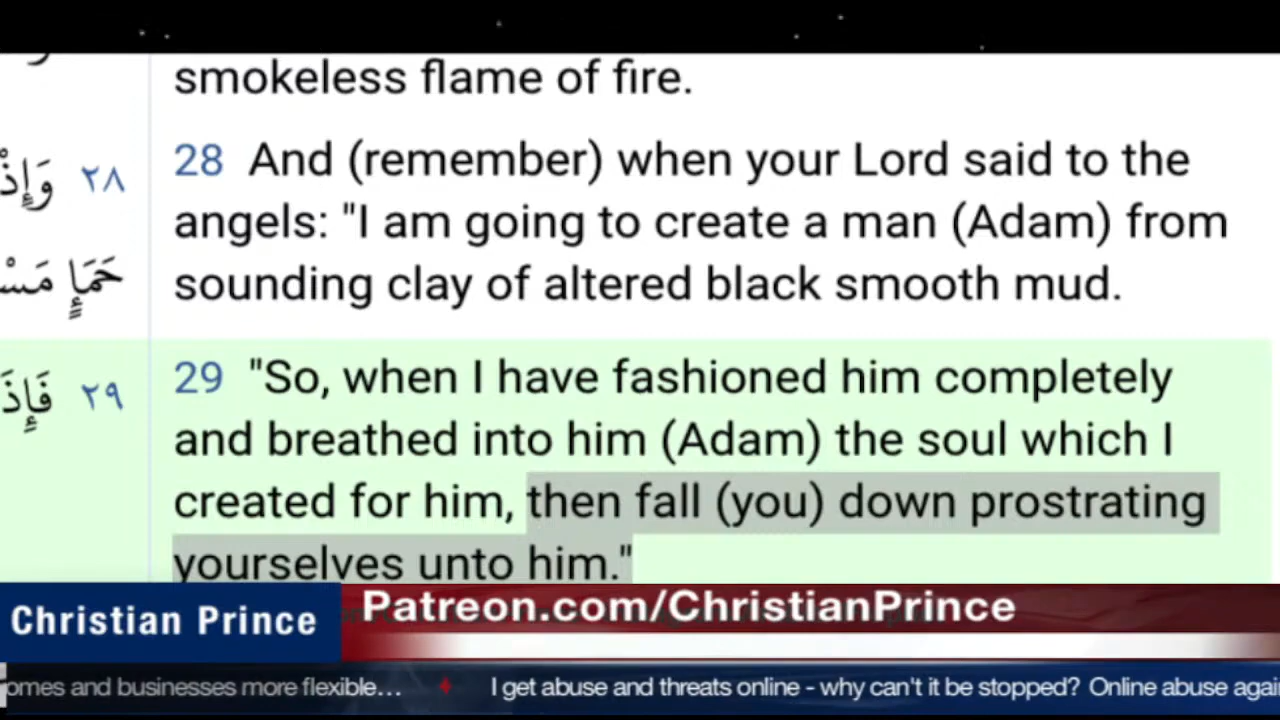 smokeless flame of fire.
28 And (remember) when your Lord said to the
٢٨ وَإِذْ
angels: "I am going to create a man (Adam) from
sounding clay of altered black smooth mud.
حَمَإٍ
29 "So, when I have fashioned him completely
٢٩
and breathed into him (Adam) the soul which I
created for him, then fall (you) down prostrating
yourselves unto him."
Christian Prince
Patreon.com/ChristianPrince
omes and businesses more flexible... I get abuse and threats online - why can't it be stopped? Online abuse agai